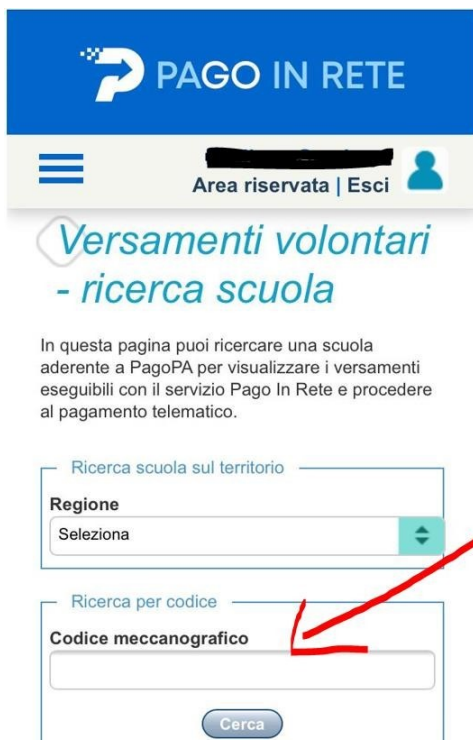 PAGO IN RETE
Area riservata | Esci
Versamenti volontari
- ricerca scuola
In questa pagina puoi ricercare una scuola
aderente a PagoPA per visualizzare i versamenti
eseguibili con il servizio Pago In Rete e procedere
al pagamento telematico.
Ricerca scuola sul territorio
Regione
Seleziona
Ricerca per codice
Codice meccanografico
Cerca